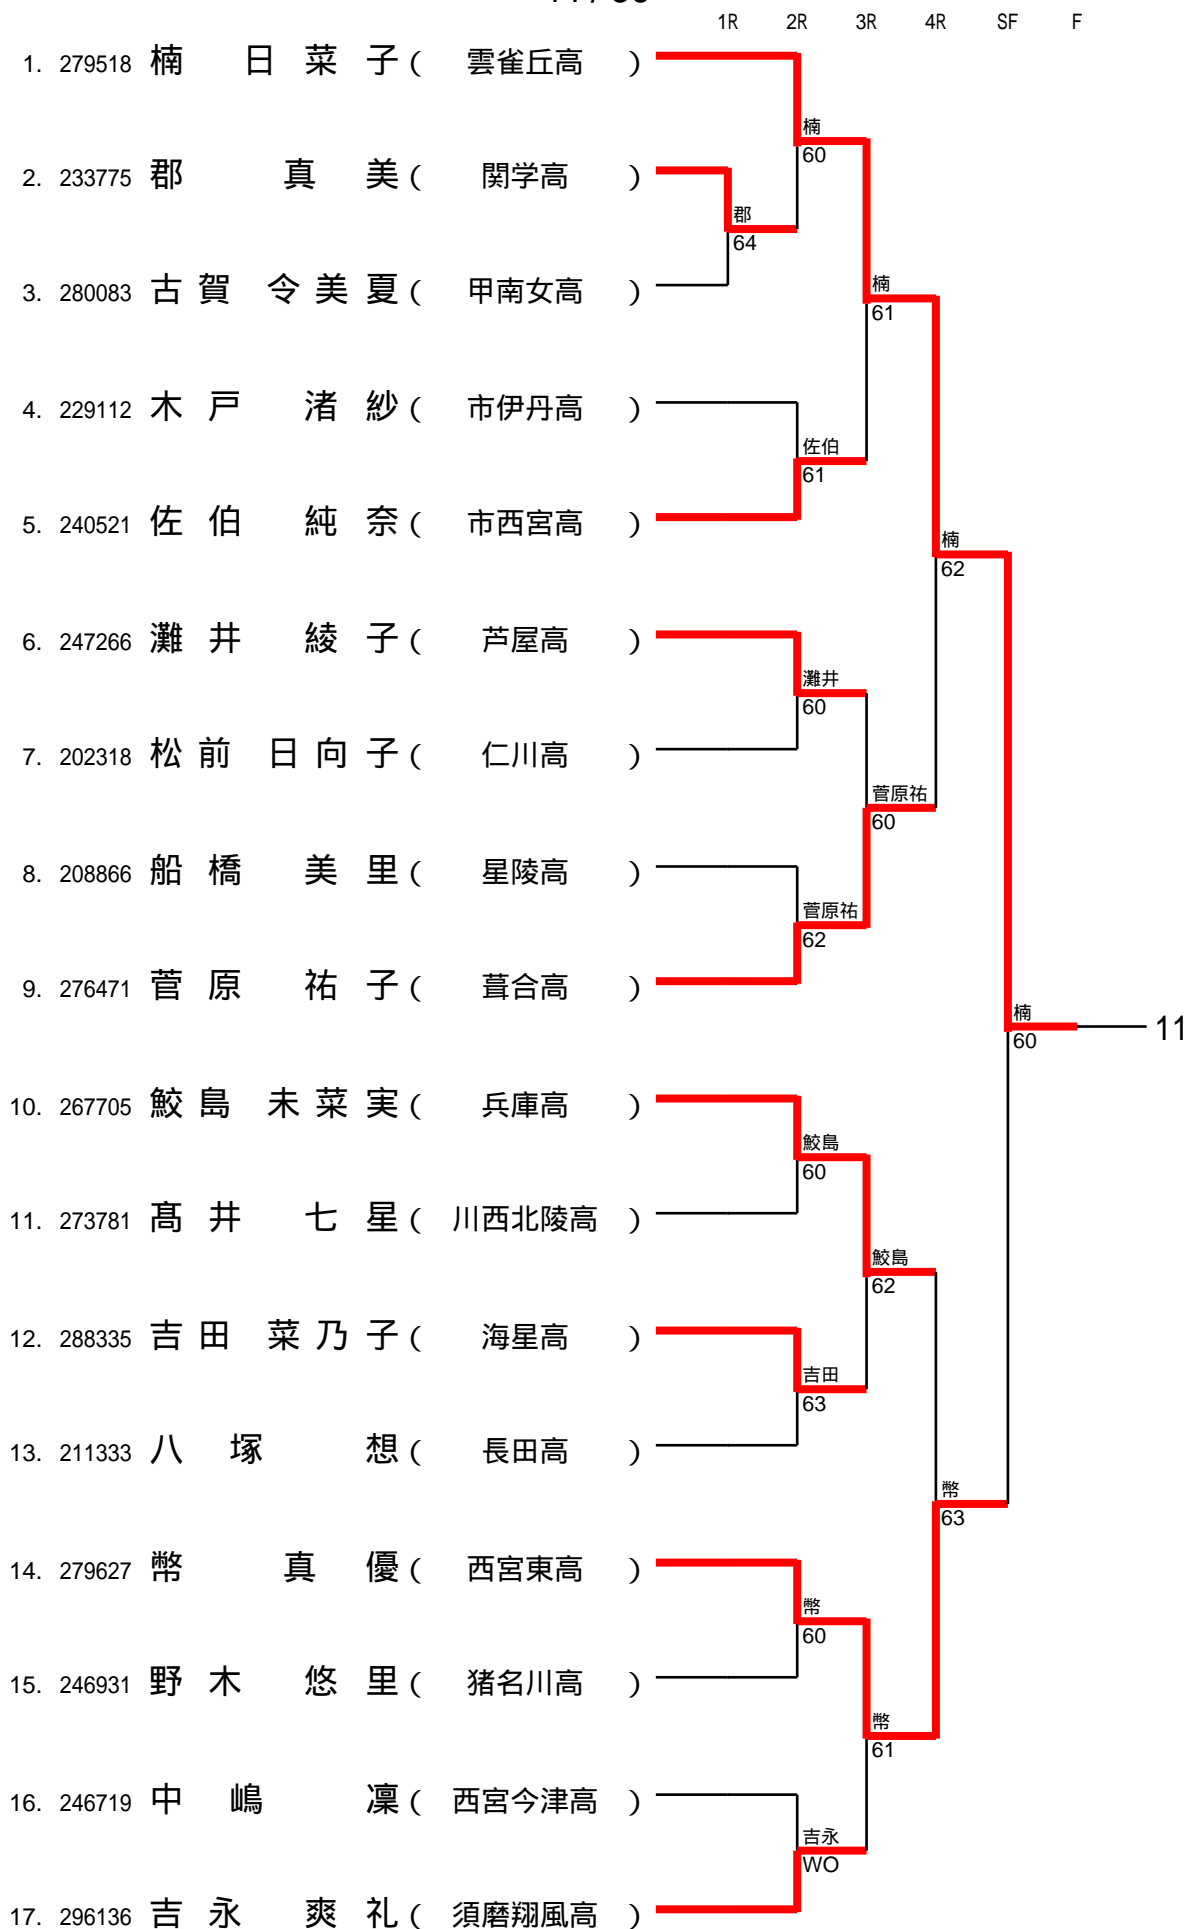 1R 2R 3R 4R SF F
1. 279518 楠 日菜子 ( 雲雀丘高 )
楠
60
2. 233775 郡 真美 ( 関学高 )
郡
64
3. 280083 古賀 令美夏 ( 甲南女高 )
楠
61
4. 229112 木戸 渚紗 ( 市伊丹高 )
佐伯
61
5. 240521 佐伯 純奈 ( 市西宮高 )
楠
62
6. 247266 灘井 綾子 ( 芦屋高 )
灘井
60
7. 202318 松前 日向子 ( 仁川高 )
菅原祐
60
8. 208866 船橋 美里 ( 星陵高 )
菅原祐
62
9. 276471 菅原 祐子 ( 葺合高 )
楠
60
11
10. 267705 鮫島 未菜実 ( 兵庫高 )
鮫島
60
11. 273781 髙井 七星 ( 川西北陵高 )
鮫島
62
12. 288335 吉田 菜乃子 ( 海星高 )
吉田
63
13. 211333 八塚 想 ( 長田高 )
幣
63
14. 279627 幣 真優 ( 西宮東高 )
幣
60
15. 246931 野木 悠里 ( 猪名川高 )
幣
61
16. 246719 中嶋 凜 ( 西宮今津高 )
吉永
WO
17. 296136 吉永 爽礼 ( 須磨翔風高 )